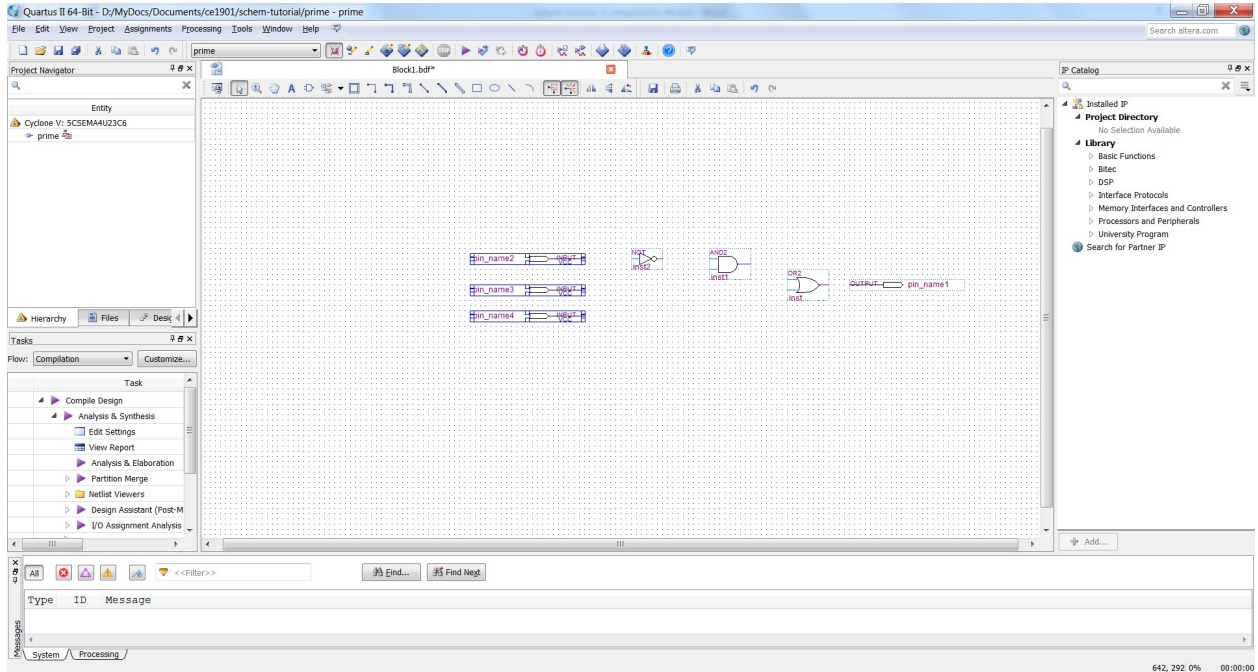 Quartus II 64-Bit - D:/MyDocs/Documents/ce1901/schem-tutorial/prime - prime
File Edit View Project Assignments Processing Tools Window Help
Search altera.com
prime
Project Navigator
Entity
Cyclone V: 5CSEMA4U23C6
prime
Hierarchy Files Desig
Tasks
Flow: Compilation Customize...
Task
Compile Design
Analysis & Synthesis
Edit Settings
View Report
Analysis & Elaboration
Partition Merge
Netlist Viewers
Design Assistant (Post-M
I/O Assignment Analysis
Block1.bdf*
A
pin_name2 INPUT VCC
pin_name3 INPUT VCC
pin_name4 INPUT VCC
NOT
inst2
AND2
inst1
OR2
inst
OUTPUT pin_name1
IP Catalog
Installed IP
Project Directory
No Selection Available
Library
Basic Functions
Bitec
DSP
Interface Protocols
Memory Interfaces and Controllers
Processors and Peripherals
University Program
Search for Partner IP
Add...
All <<Filter>> Find... Find Next
Type ID Message
Messages
System Processing
642, 292 0% 00:00:00